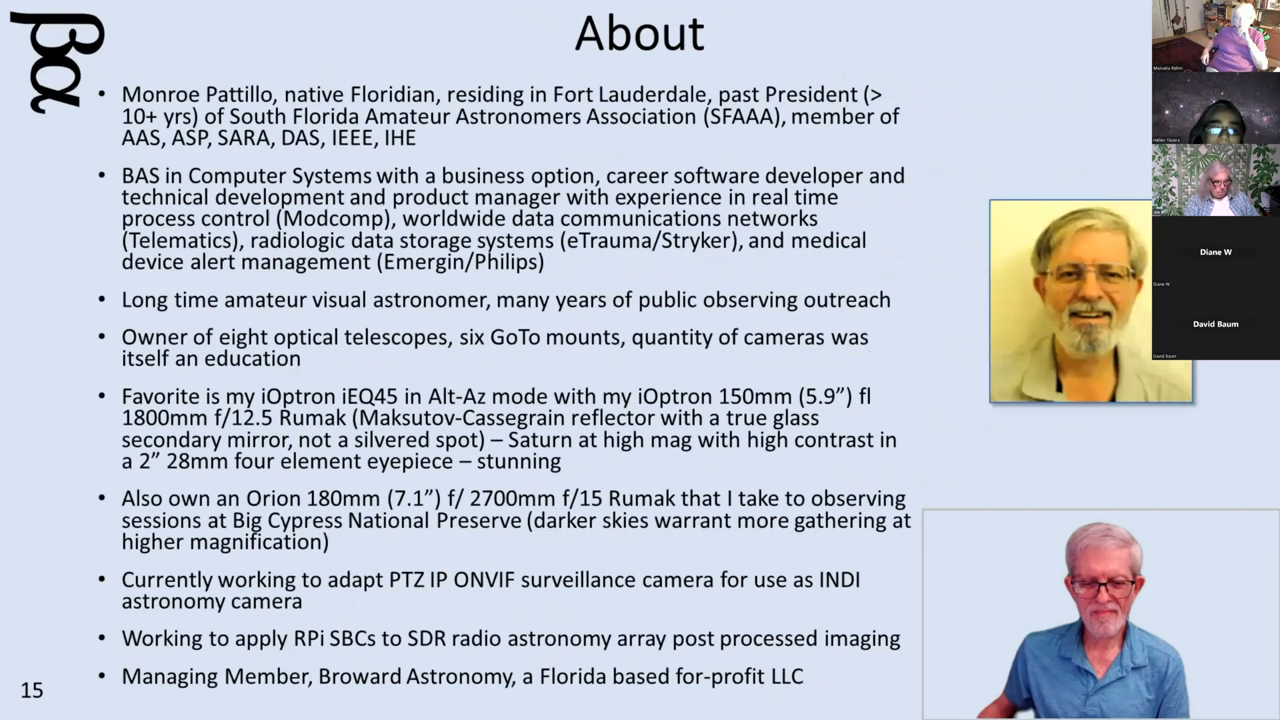 About
• Monroe Pattillo, native Floridian, residing in Fort Lauderdale, past President (>
10+ yrs) of South Florida Amateur Astronomers Association (SFAAA), member of
AAS, ASP, SARA, DAS, IEEE, IHE
• BAS in Computer Systems with a business option, career software developer and
technical development and product manager with experience in real time
process control (Modcomp), worldwide data communications networks
(Telematics), radiologic data storage systems (eTrauma/Stryker), and medical
device alert management (Emergin/Philips)
• Long time amateur visual astronomer, many years of public observing outreach
• Owner of eight optical telescopes, six GoTo mounts, quantity of cameras was
itself an education
• Favorite is my iOptron iEQ45 in Alt-Az mode with my iOptron 150mm (5.9”) fl
1800mm f/12.5 Rumak (Maksutov-Cassegrain reflector with a true glass
secondary mirror, not a silvered spot) – Saturn at high mag with high contrast in
a 2” 28mm four element eyepiece – stunning
• Also own an Orion 180mm (7.1”) f/ 2700mm f/15 Rumak that I take to observing
sessions at Big Cypress National Preserve (darker skies warrant more gathering at
higher magnification)
• Currently working to adapt PTZ IP ONVIF surveillance camera for use as INDI
astronomy camera
• Working to apply RPi SBCs to SDR radio astronomy array post processed imaging
• Managing Member, Broward Astronomy, a Florida based for-profit LLC
15
Diane W
Diane W
David Baum
David Baum